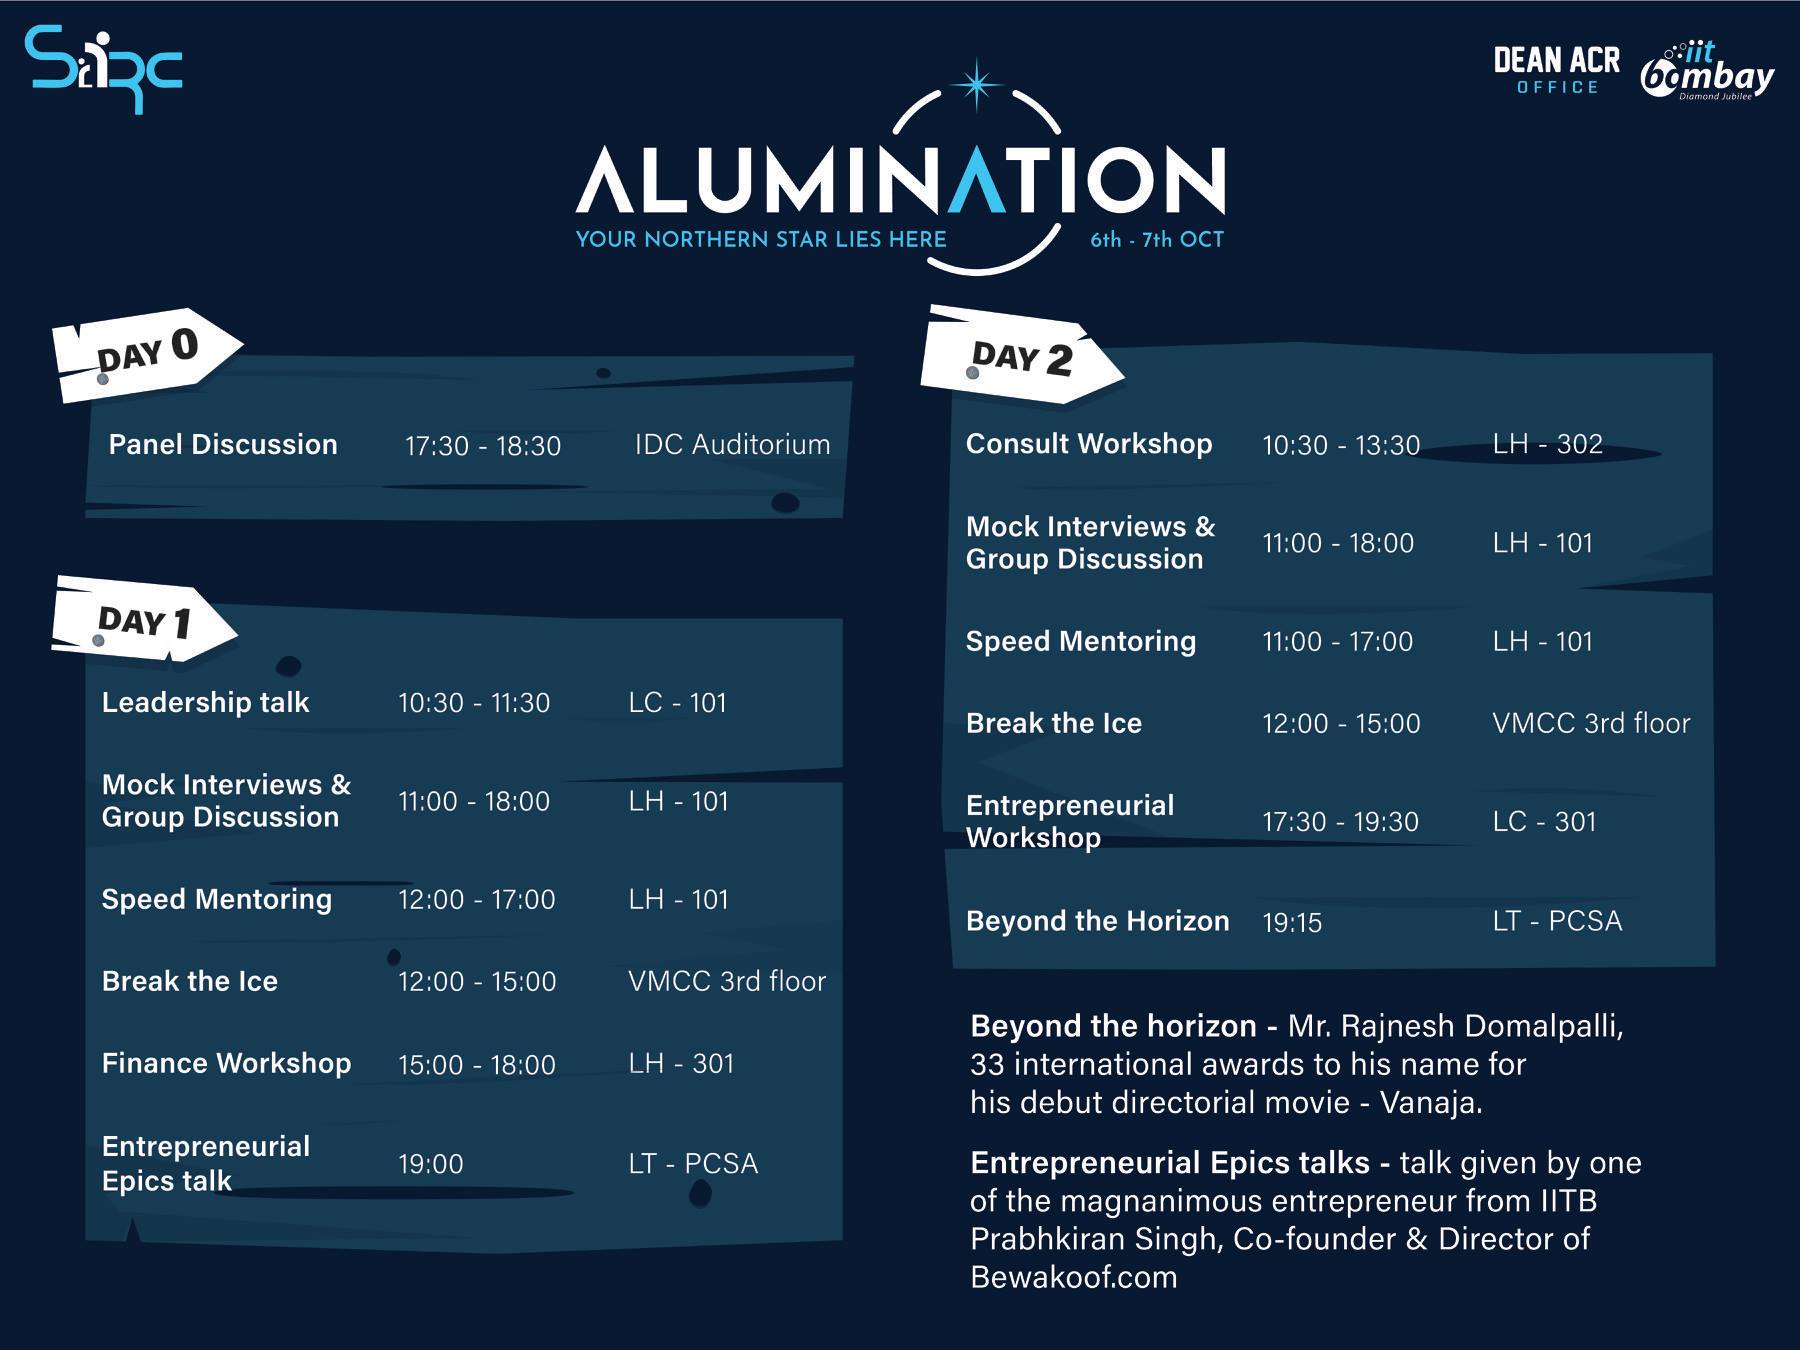 SARC
DEAN ACR
OFFICE
iit
bombay
Diamond Jubilee
ALUMINATION
YOUR NORTHERN STAR LIES HERE 6th - 7th OCT
DAY 0
Panel Discussion 17:30 - 18:30 IDC Auditorium
DAY 1
Leadership talk 10:30 - 11:30 LC - 101
Mock Interviews &
Group Discussion 11:00 - 18:00 LH - 101
Speed Mentoring 12:00 - 17:00 LH - 101
Break the Ice 12:00 - 15:00 VMCC 3rd floor
Finance Workshop 15:00 - 18:00 LH - 301
Entrepreneurial
Epics talk 19:00 LT - PCSA
DAY 2
Consult Workshop 10:30 - 13:30 LH - 302
Mock Interviews &
Group Discussion 11:00 - 18:00 LH - 101
Speed Mentoring 11:00 - 17:00 LH - 101
Break the Ice 12:00 - 15:00 VMCC 3rd floor
Entrepreneurial
Workshop 17:30 - 19:30 LC - 301
Beyond the Horizon 19:15 LT - PCSA
Beyond the horizon - Mr. Rajnesh Domalpalli,
33 international awards to his name for
his debut directorial movie - Vanaja.
Entrepreneurial Epics talks - talk given by one
of the magnanimous entrepreneur from IITB
Prabhkiran Singh, Co-founder & Director of
Bewakoof.com